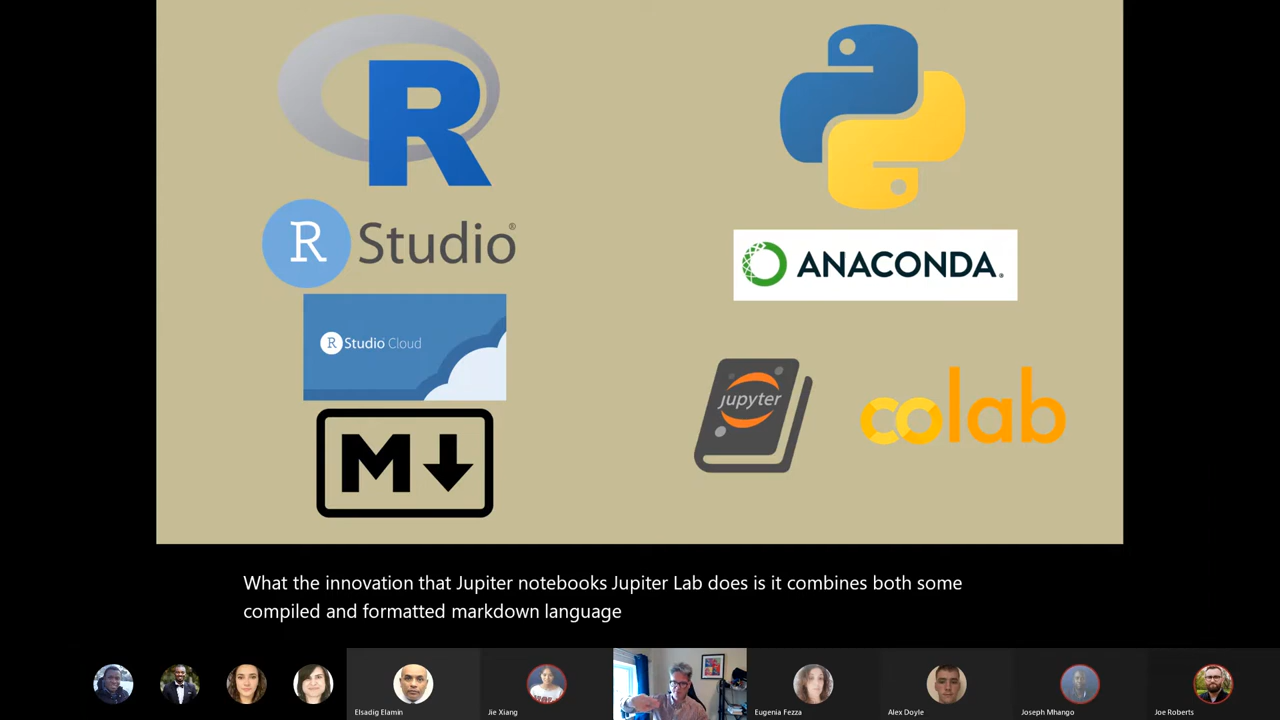 R
R Studio®
R Studio Cloud
M
ANACONDA.
jupyter
colab
What the innovation that Jupiter notebooks Jupiter Lab does is it combines both some
compiled and formatted markdown language
Elsadig Elamin
Jie Xiang
Eugenia Fezza
Alex Doyle
Joseph Mhango
Joe Roberts